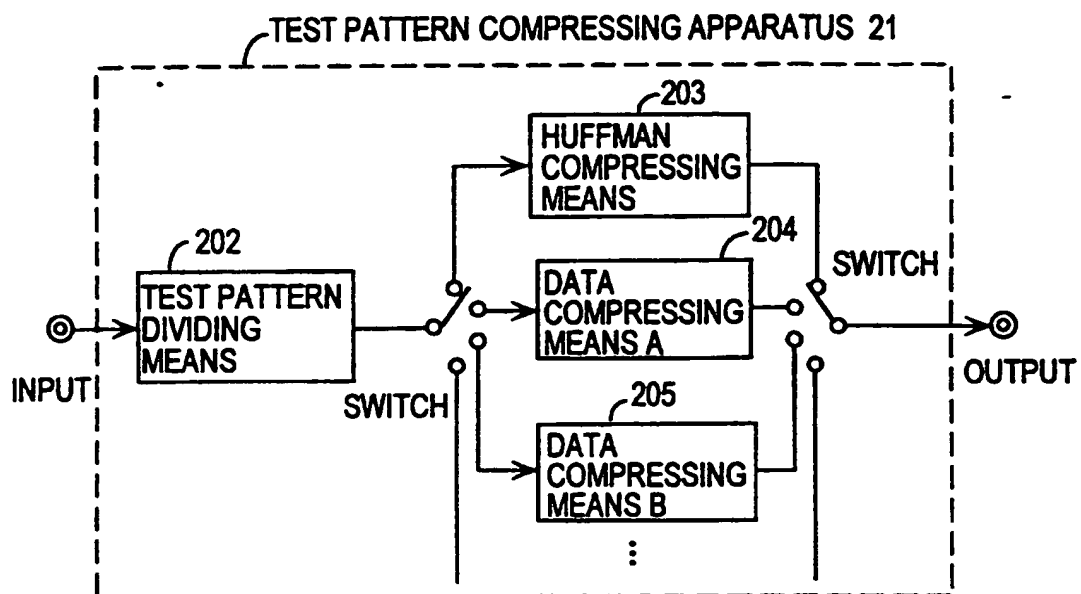 TEST PATTERN COMPRESSING APPARATUS 21
203
HUFFMAN
COMPRESSING
MEANS
202
TEST PATTERN
DIVIDING
MEANS
204
DATA
COMPRESSING
MEANS A
SWITCH
INPUT
SWITCH
OUTPUT
205
DATA
COMPRESSING
MEANS B